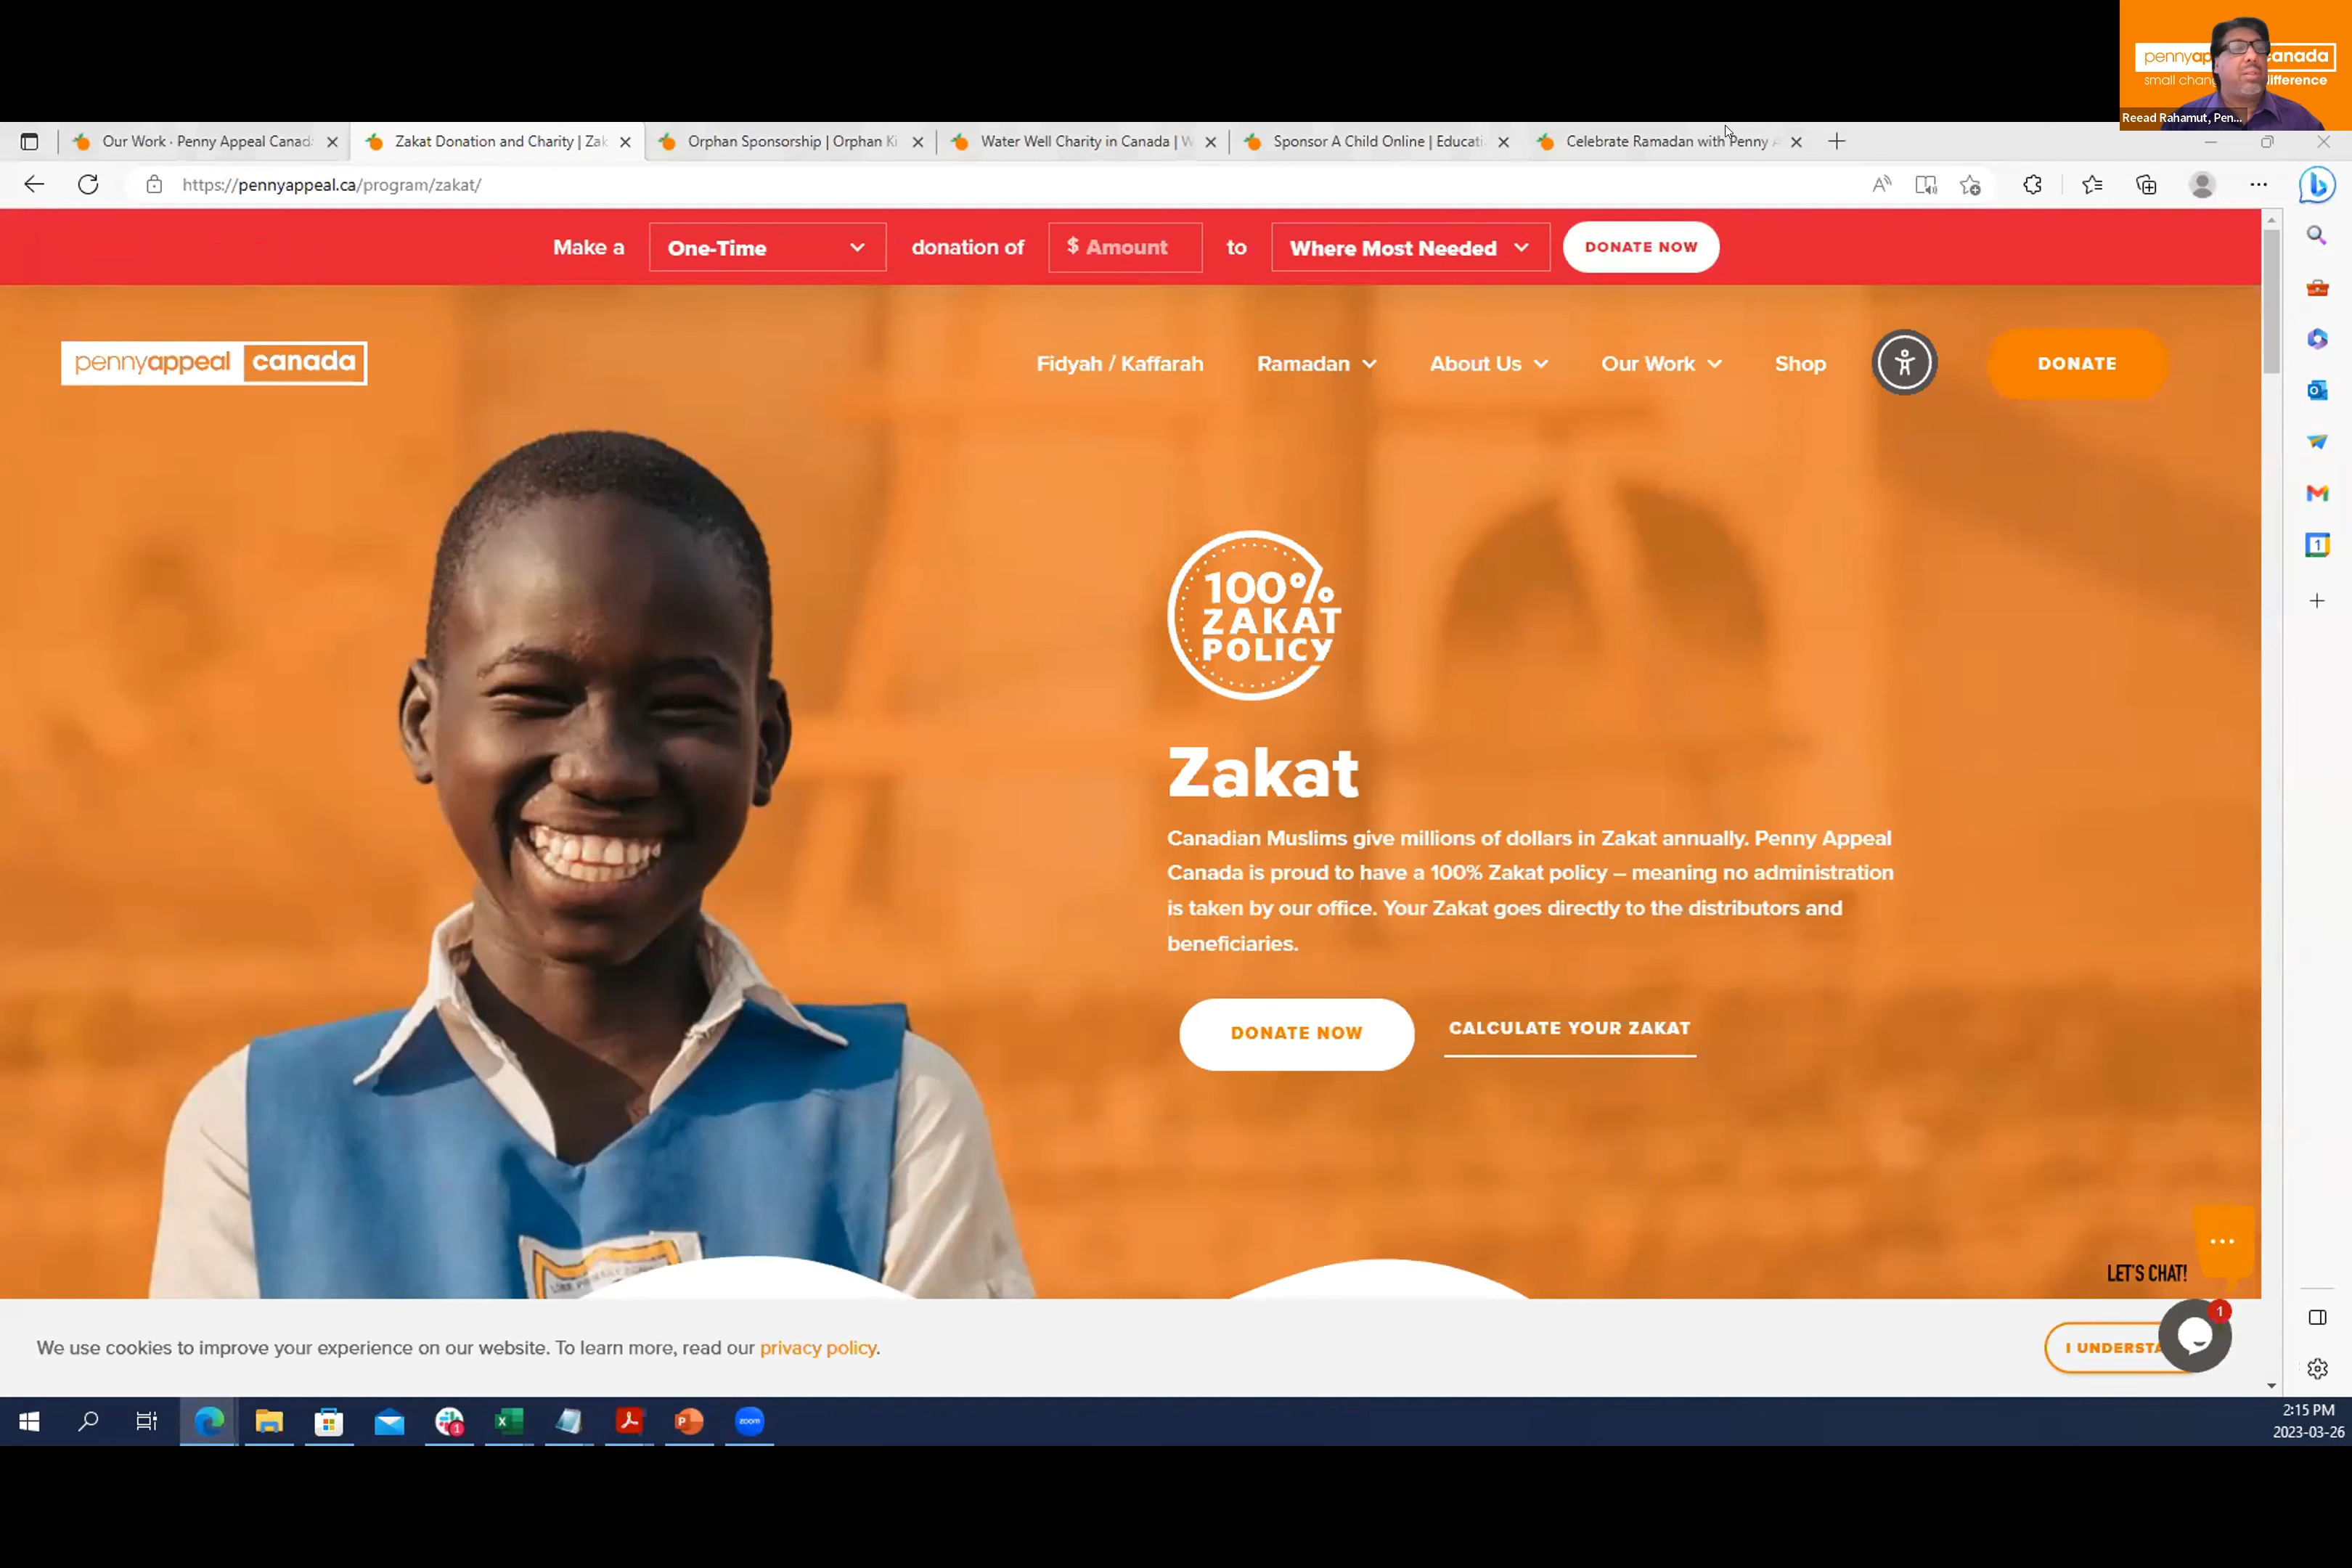 pennyap canada
small chang ifference
Reead Rahamut, Pen...
Our Work · Penny Appeal Canad
Zakat Donation and Charity | Zak
Orphan Sponsorship | Orphan Ki
Water Well Charity in Canada | W
Sponsor A Child Online | Educati
Celebrate Ramadan with Penny A
https://pennyappeal.ca/program/zakat/
Make a One-Time donation of $ Amount to Where Most Needed DONATE NOW
pennyappeal canada
Fidyah / Kaffarah Ramadan About Us Our Work Shop DONATE
100%
ZAKAT
POLICY
Zakat
Canadian Muslims give millions of dollars in Zakat annually. Penny Appeal
Canada is proud to have a 100% Zakat policy – meaning no administration
is taken by our office. Your Zakat goes directly to the distributors and
beneficiaries.
DONATE NOW CALCULATE YOUR ZAKAT
LET'S CHAT!
1
We use cookies to improve your experience on our website. To learn more, read our privacy policy.
I UNDERSTA
zoom
2:15 PM
2023-03-26